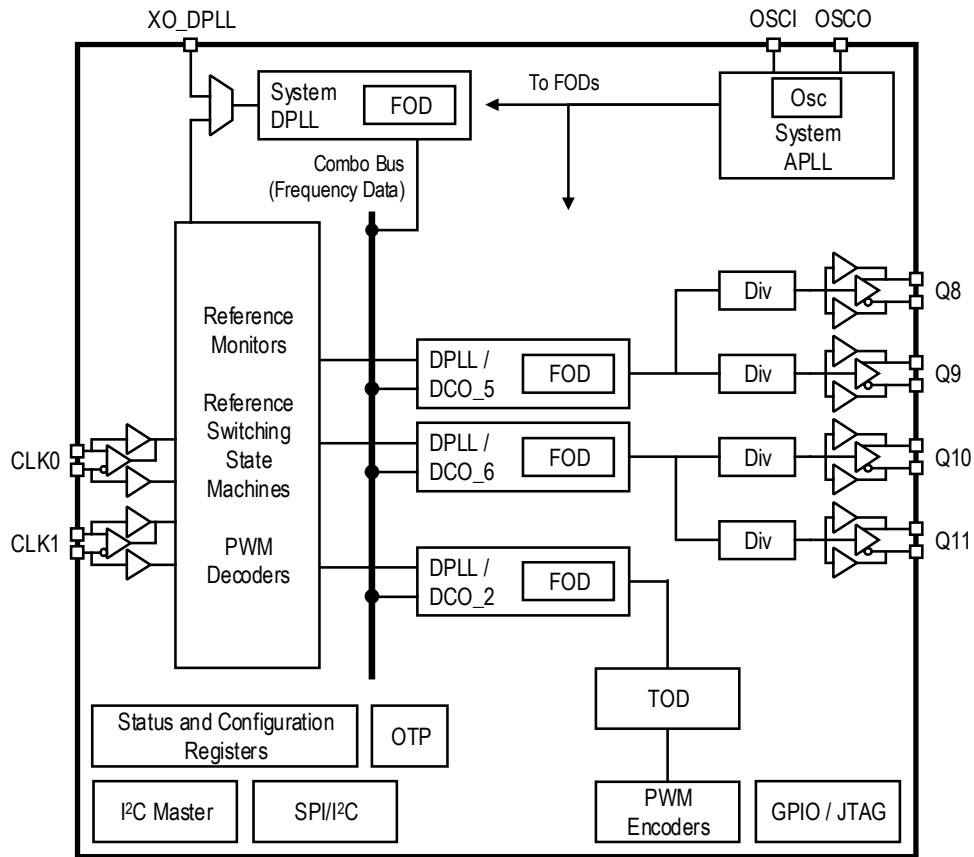 XO_DPLL
OSCI
OSCO
System
DPLL
FOD
To FODs
Osc
System
APLL
Combo Bus
(Frequency Data)
Reference
Monitors
Reference
Switching
State
Machines
PWM
Decoders
CLK0
CLK1
DPLL /
DCO_5
FOD
DPLL /
DCO_6
FOD
DPLL /
DCO_2
FOD
Div
Q8
Div
Q9
Div
Q10
Div
Q11
TOD
Status and Configuration
Registers
OTP
I²C Master
SPI/I²C
PWM
Encoders
GPIO / JTAG